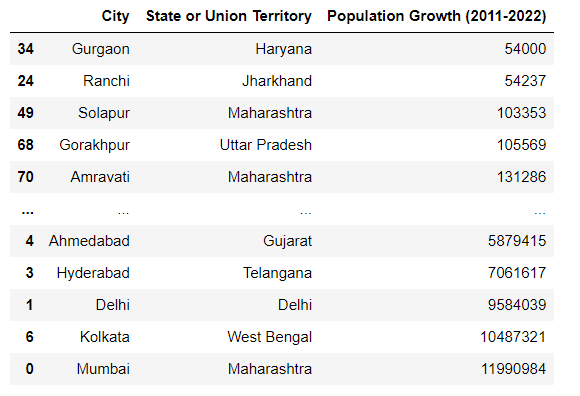 City State or Union Territory Population Growth (2011-2022)
34 Gurgaon Haryana 54000
24 Ranchi Jharkhand 54237
49 Solapur Maharashtra 103353
68 Gorakhpur Uttar Pradesh 105569
70 Amravati Maharashtra 131286
... ... ... ...
4 Ahmedabad Gujarat 5879415
3 Hyderabad Telangana 7061617
1 Delhi Delhi 9584039
6 Kolkata West Bengal 10487321
0 Mumbai Maharashtra 11990984